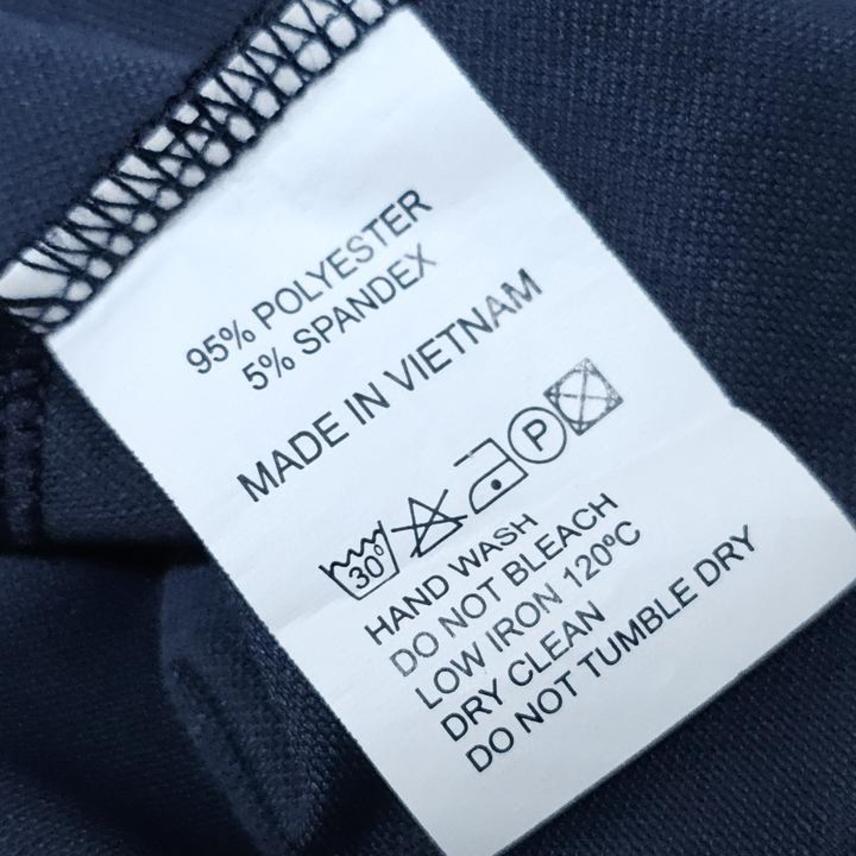 95% POLYESTER
5% SPANDEX
MADE IN VIETNAM
30° P
HAND WASH
DO NOT BLEACH
LOW IRON 120°C
DRY CLEAN
DO NOT TUMBLE DRY